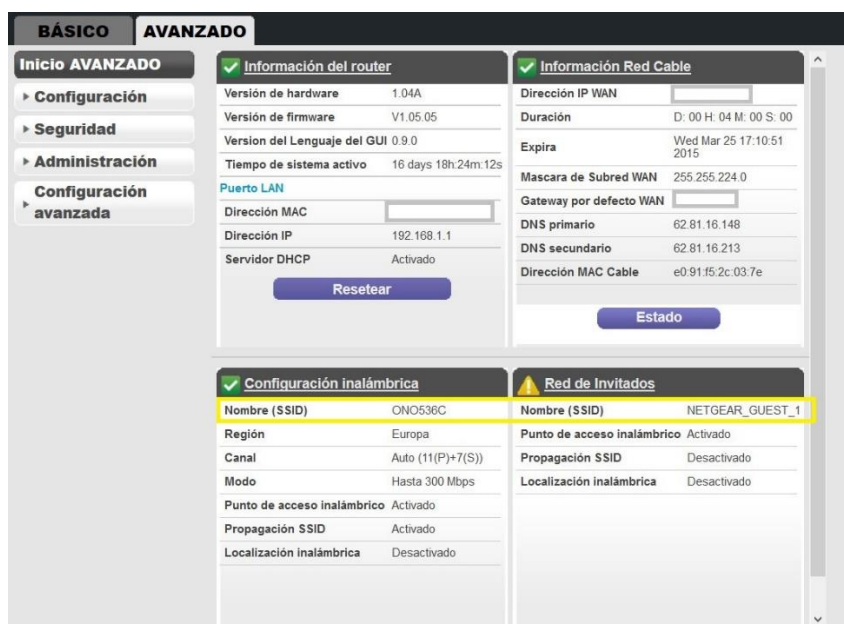 BÁSICO AVANZADO
Inicio AVANZADO
Configuración
Seguridad
Administración
Configuración
avanzada
Información del router
Versión de hardware 1.04A
Versión de firmware V1.05.05
Version del Lenguaje del GUI 0.9.0
Tiempo de sistema activo 16 days 18h:24m:12s
Puerto LAN
Dirección MAC
Dirección IP 192.168.1.1
Servidor DHCP Activado
Resetear
Información Red Cable
Dirección IP WAN
Duración D: 00 H: 04 M: 00 S: 00
Expira Wed Mar 25 17:10:51
2015
Mascara de Subred WAN 255.255.224.0
Gateway por defecto WAN
DNS primario 62.81.16.148
DNS secundario 62.81.16.213
Dirección MAC Cable e0:91:f5:2c:03:7e
Estado
Configuración inalámbrica
Nombre (SSID) ONO536C
Región Europa
Canal Auto (11(P)+7(S))
Modo Hasta 300 Mbps
Punto de acceso inalámbrico Activado
Propagación SSID Activado
Localización inalámbrica Desactivado
Red de Invitados
Nombre (SSID) NETGEAR_GUEST_1
Punto de acceso inalámbrico Activado
Propagación SSID Desactivado
Localización inalámbrica Desactivado